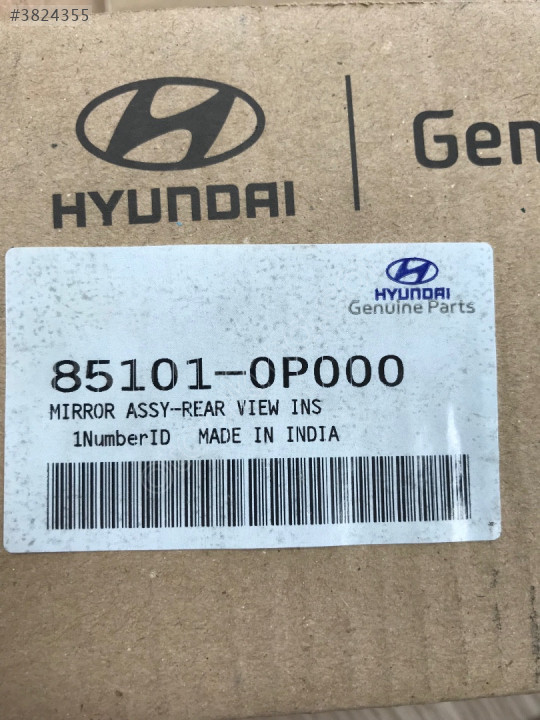 #3824355
HYUNDAI
Gen
HYUNDAI
Genuine Parts
85101-0P000
MIRROR ASSY-REAR VIEW INS
1NumberID MADE IN INDIA